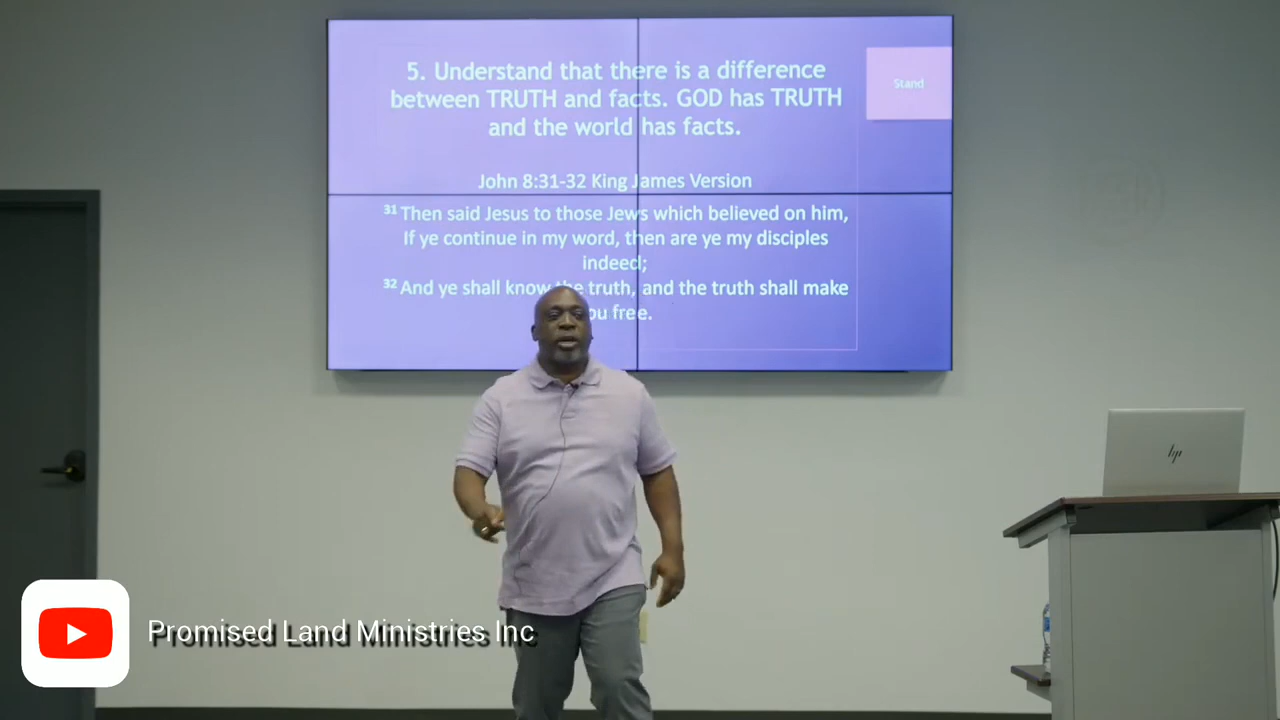 5. Understand that there is a difference
between TRUTH and facts. GOD has TRUTH
and the world has facts.
Stand
John 8:31-32 King James Version
31 Then said Jesus to those Jews which believed on him,
If ye continue in my word, then are ye my disciples
indeed;
32 And ye shall know the truth, and the truth shall make
free.
hp
Promised Land Ministries Inc